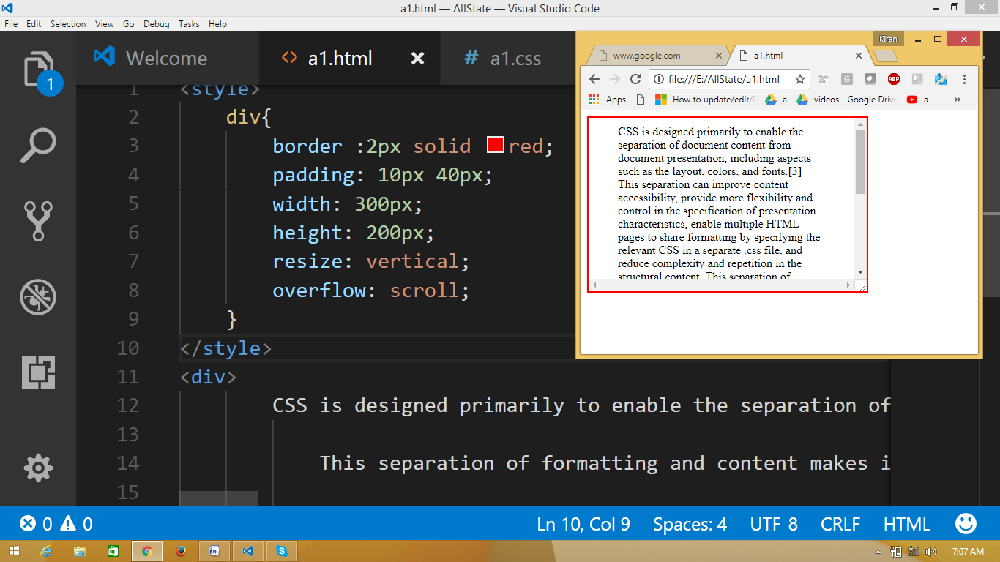 a1.html — AllState — Visual Studio Code
File Edit Selection View Go Debug Tasks Help
1
Welcome
a1.html
a1.css
1 <style>
2 div{
3 border :2px solid red;
4 padding: 10px 40px;
5 width: 300px;
6 height: 200px;
7 resize: vertical;
8 overflow: scroll;
9 }
10 </style>
11 <div>
12 CSS is designed primarily to enable the separation of
13
14 This separation of formatting and content makes i
15
Kiran
www.google.com
a1.html
file:///E:/AllState/a1.html
G
ABP
Apps
How to update/edit/
a
videos - Google Drive
a
»
CSS is designed primarily to enable the
separation of document content from
document presentation, including aspects
such as the layout, colors, and fonts.[3]
This separation can improve content
accessibility, provide more flexibility and
control in the specification of presentation
characteristics, enable multiple HTML
pages to share formatting by specifying the
relevant CSS in a separate .css file, and
reduce complexity and repetition in the
structural content. This separation of
0 0
Ln 10, Col 9 Spaces: 4 UTF-8 CRLF HTML
7:07 AM